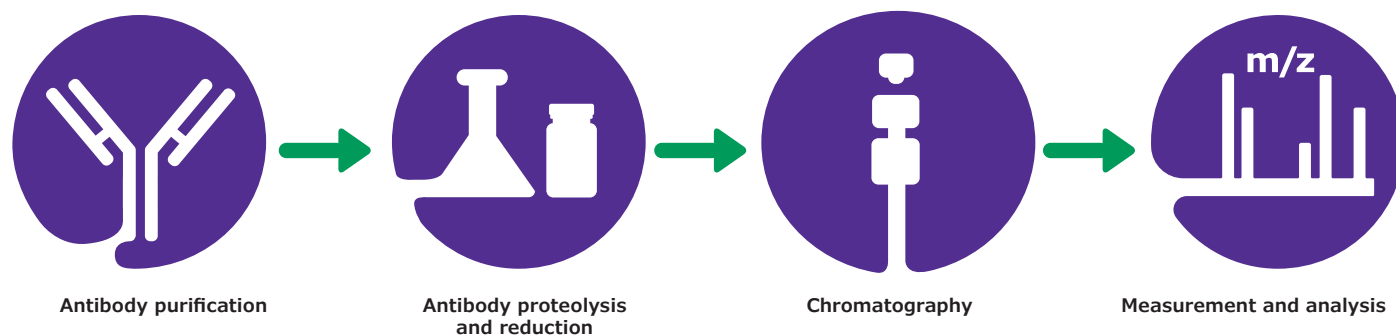 m/z
Antibody purification
Antibody proteolysis
and reduction
Chromatography
Measurement and analysis